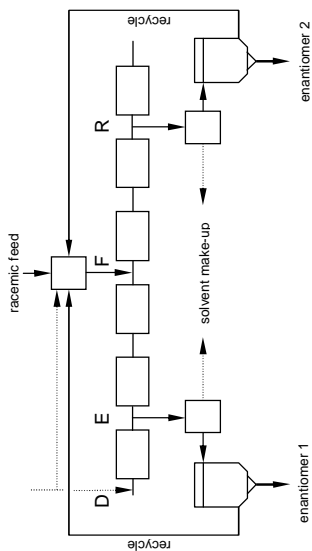 recycle
racemic feed
D
E
F
R
solvent make-up
recycle
enantiomer 1
enantiomer 2